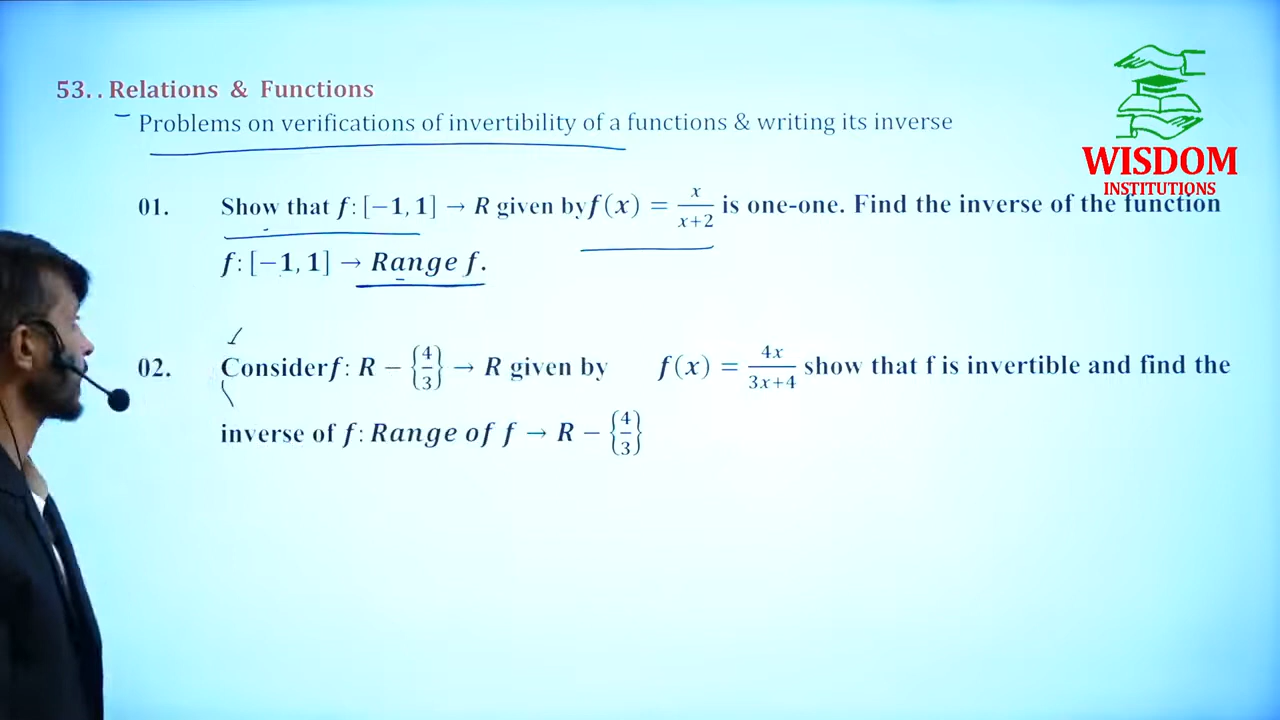 53. . Relations & Functions
Problems on verifications of invertibility of a functions & writing its inverse
WISDOM
INSTITUTIONS
01. Show that f: [−1, 1] → R given by f(x) = x/(x+2) is one-one. Find the inverse of the function
f: [−1, 1] → Range f.
02. Consider f: R − {4/3} → R given by f(x) = 4x/(3x+4) show that f is invertible and find the
inverse of f: Range of f → R − {4/3}